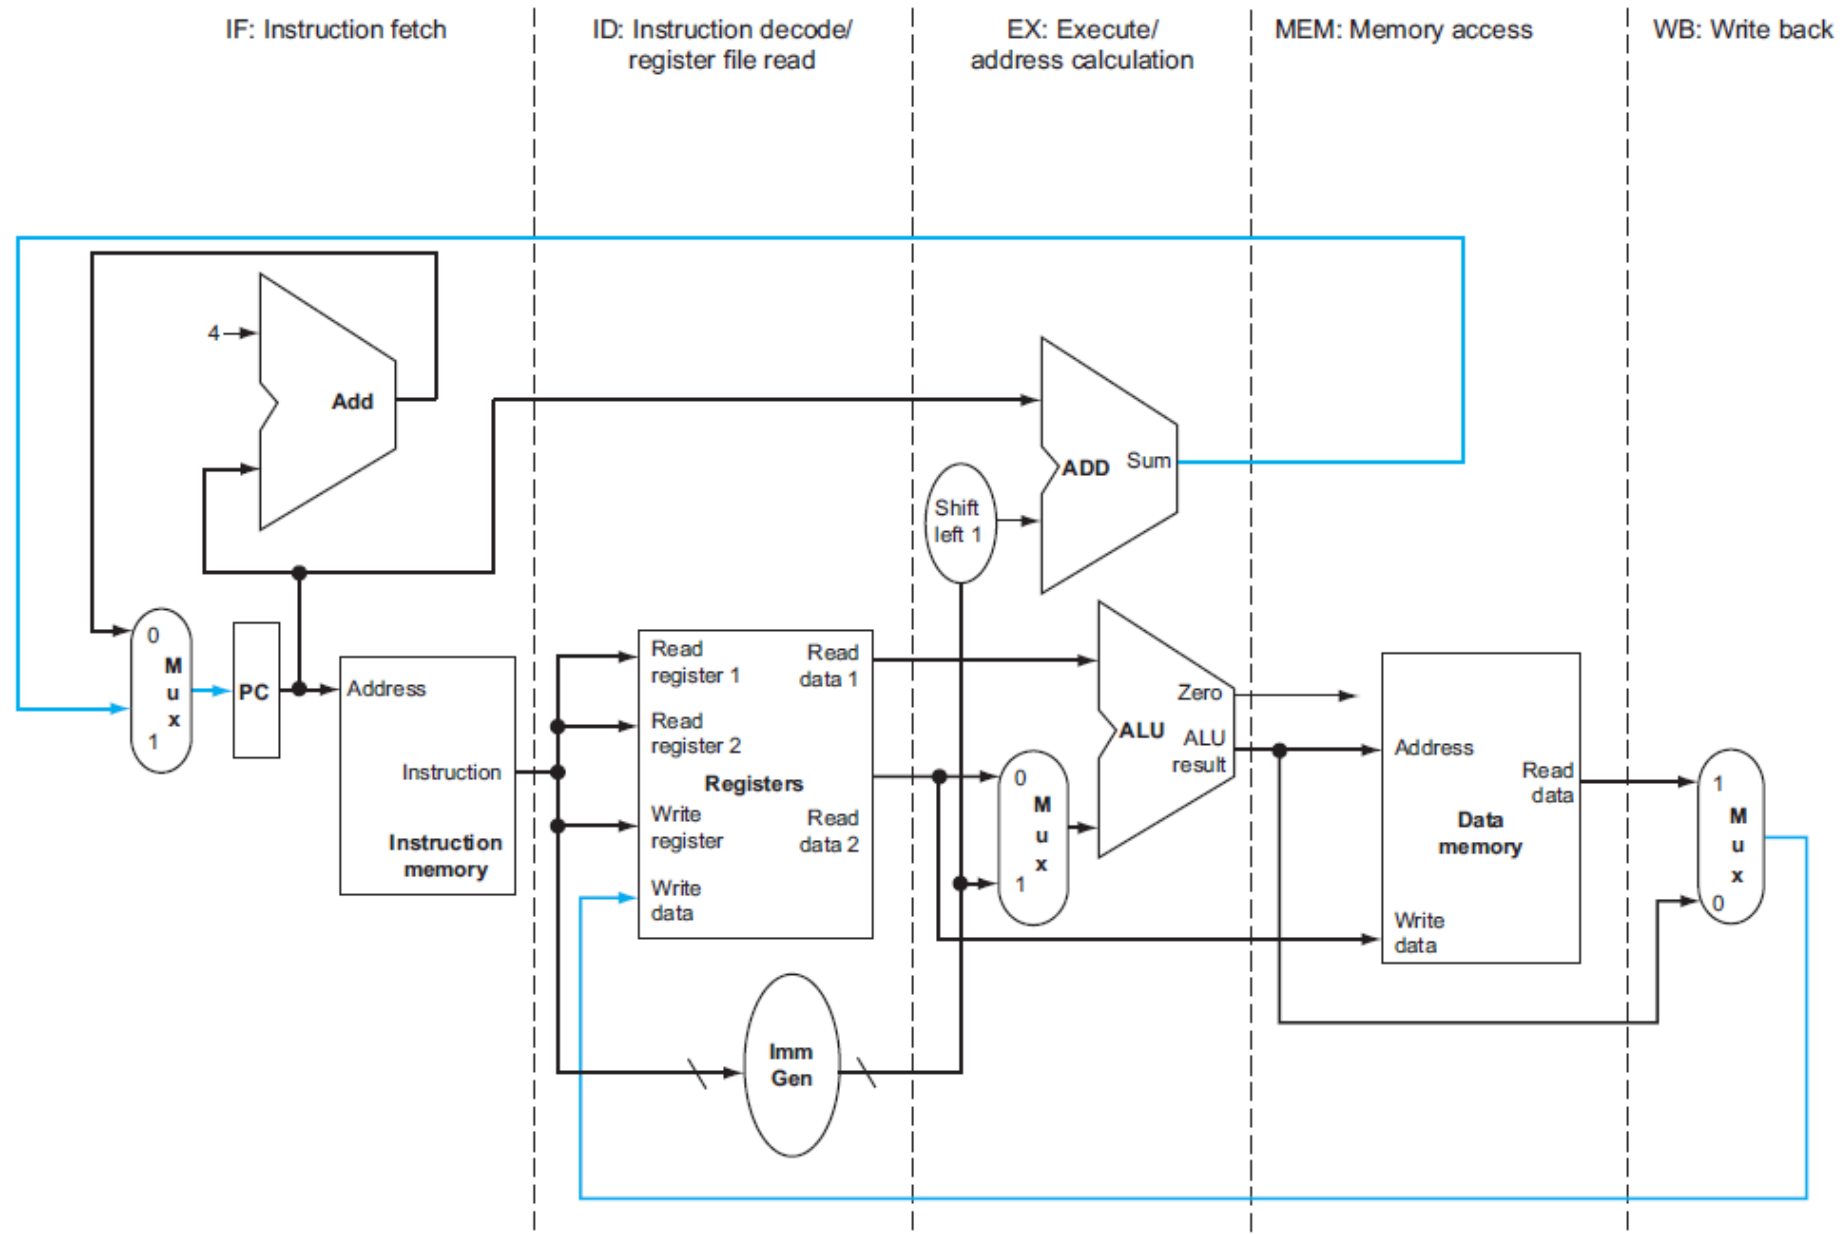 IF: Instruction fetch
ID: Instruction decode/
register file read
EX: Execute/
address calculation
MEM: Memory access
WB: Write back
4
Add
ADD
Sum
Shift
left 1
0
M
u
x
1
PC
Address
Instruction
Instruction
memory
Read
register 1
Read
register 2
Write
register
Write
data
Registers
Read
data 1
Read
data 2
Imm
Gen
0
M
u
x
1
Zero
ALU
ALU
result
Address
Read
data
Data
memory
Write
data
1
M
u
x
0